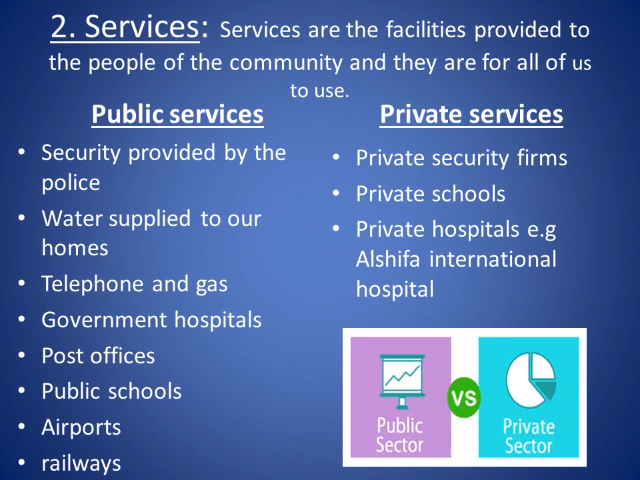 2. Services: Services are the facilities provided to
the people of the community and they are for all of us
to use.
Public services
• Security provided by the
police
• Water supplied to our
homes
• Telephone and gas
• Government hospitals
• Post offices
• Public schools
• Airports
• railways
Private services
• Private security firms
• Private schools
• Private hospitals e.g
Alshifa international
hospital
Public
Sector
VS
Private
Sector